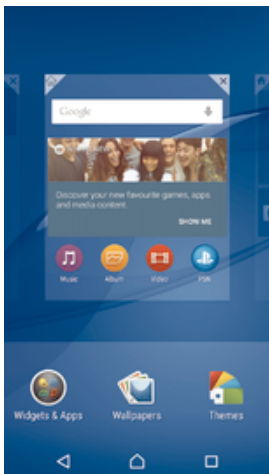 Google
Discover your new favourite games, apps
and media content
SHOW ME
Music Album Video PSN
Widgets & Apps Wallpapers Themes